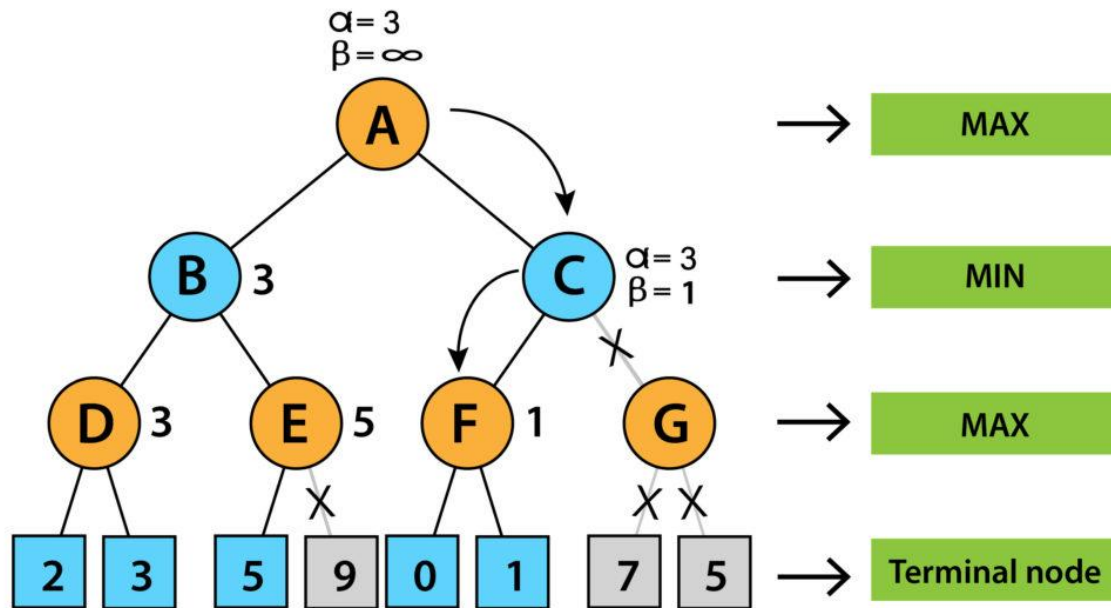 α= 3
β= ∞
A
MAX
B
3
C
α= 3
β= 1
MIN
D
3
E
5
F
1
G
MAX
X
X
X
X
2
3
5
9
0
1
7
5
Terminal node